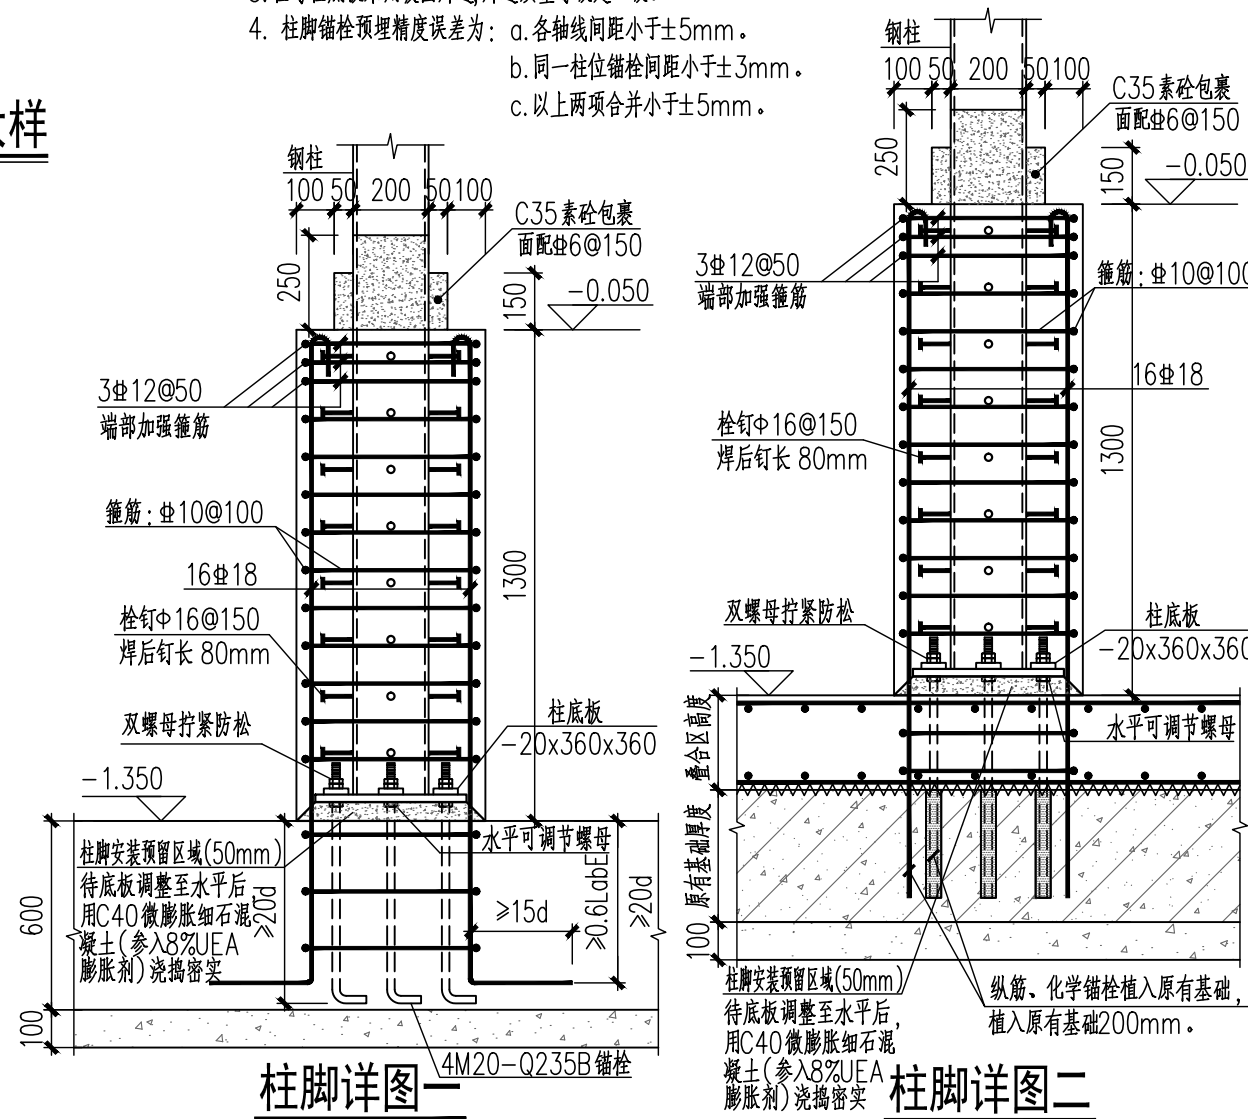 4. 柱脚锚栓预埋精度误差为：a.各轴线间距小于±5mm。
b.同一柱位锚栓间距小于±3mm。
c.以上两项合并小于±5mm。
大样
钢柱
100 50 200 50 100
C35素砼包裹
面配⌀6@150
250
150
-0.050
3⌀12@50
端部加强箍筋
箍筋：⌀10@100
16⌀18
栓钉Φ16@150
焊后钉长 80mm
1300
双螺母拧紧防松
柱底板
-20x360x360
-1.350
水平可调节螺母
柱脚安装预留区域(50mm)
待底板调整至水平后，
用C40微膨胀细石混
凝土(参入8%UEA
膨胀剂)浇捣密实
≥20d
≥15d
≥0.6LabE
≥20d
600
100
4M20-Q235B锚栓
柱脚详图一
钢柱
100 50 200 50 100
C35素砼包裹
面配⌀6@150
250
150
-0.050
3⌀12@50
端部加强箍筋
箍筋：⌀10@100
16⌀18
栓钉Φ16@150
焊后钉长 80mm
1300
双螺母拧紧防松
柱底板
-20x360x360
-1.350
水平可调节螺母
叠合区高度
原有基础厚度
100
柱脚安装预留区域(50mm)
待底板调整至水平后，
用C40微膨胀细石混
凝土(参入8%UEA
膨胀剂)浇捣密实
纵筋、化学锚栓植入原有基础，
植入原有基础200mm。
柱脚详图二